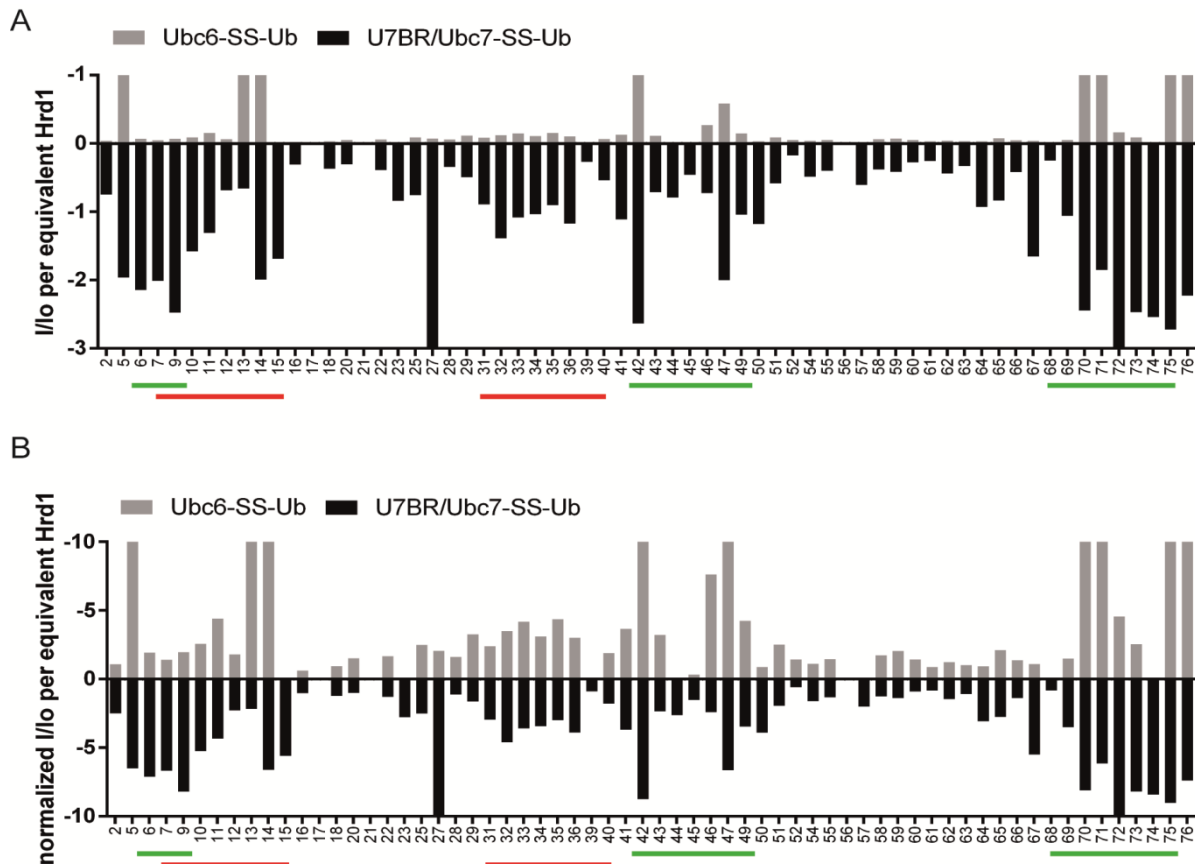 A
Ubc6-SS-Ub U7BR/Ubc7-SS-Ub
I/Io per equivalent Hrd1
-1
0
-1
-2
-3
2 5 6 7 9 10 11 12 13 14 15 16 17 18 20 21 22 23 25 27 28 29 31 32 33 34 35 36 39 40 41 42 43 44 45 46 47 49 50 51 52 54 55 56 57 58 59 60 61 62 63 64 65 66 67 68 69 70 71 72 73 74 75 76
B
Ubc6-SS-Ub U7BR/Ubc7-SS-Ub
normalized I/Io per equivalent Hrd1
-10
-5
0
-5
-10
2 5 6 7 9 10 11 12 13 14 15 16 17 18 20 21 22 23 25 27 28 29 31 32 33 34 35 36 39 40 41 42 43 44 45 46 47 49 50 51 52 54 55 56 57 58 59 60 61 62 63 64 65 66 67 68 69 70 71 72 73 74 75 76